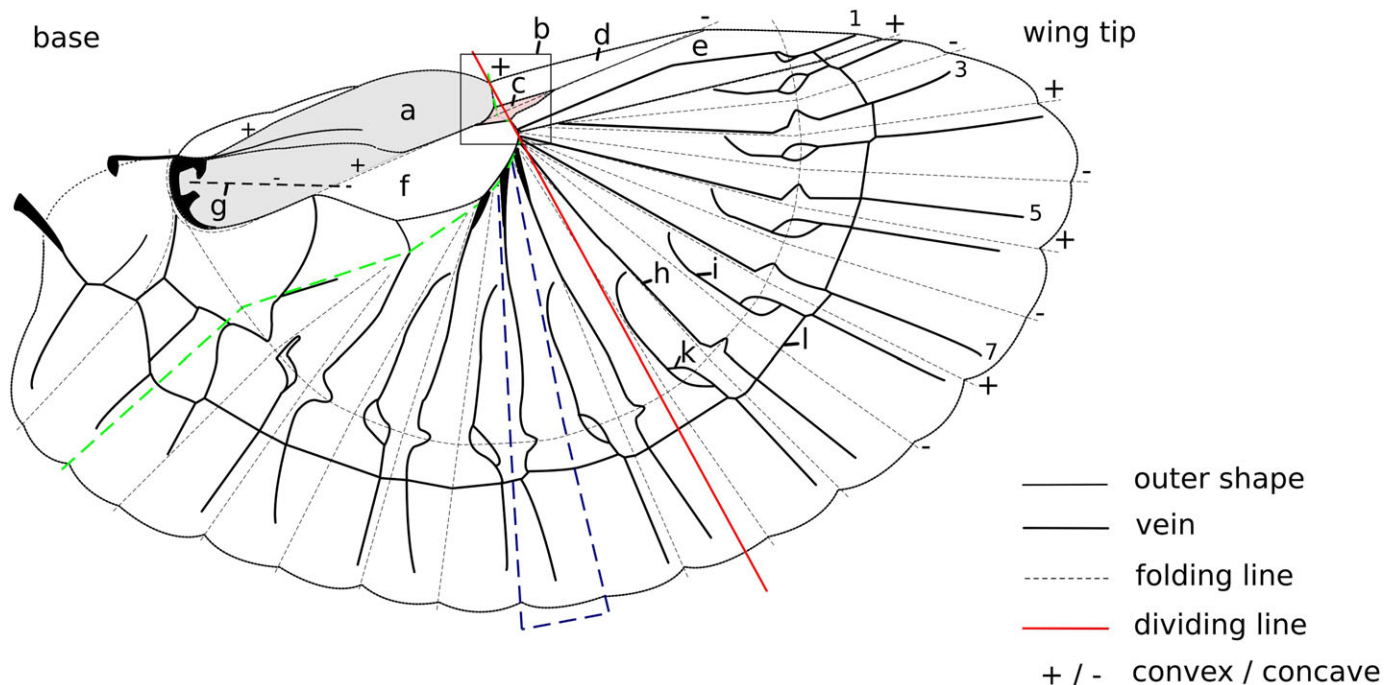 base
wing tip
b
d
-
e
1
+
-
3
+
+
c
a
+
+
-
g
f
-
5
+
h
i
-
k
l
7
+
-
outer shape
vein
folding line
dividing line
+ / - convex / concave